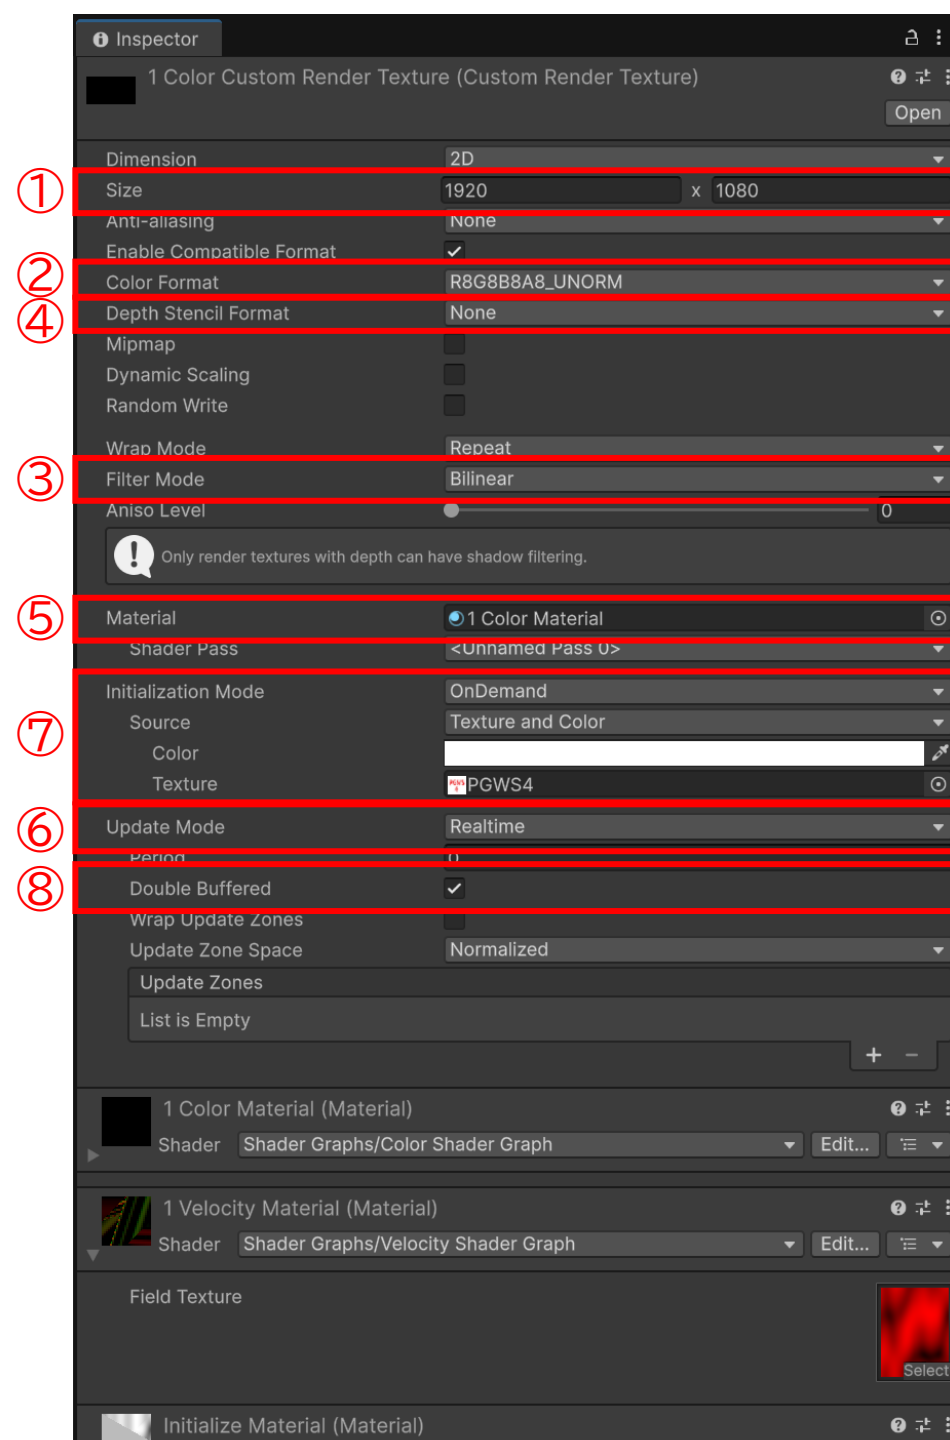 Inspector
1 Color Custom Render Texture (Custom Render Texture)
Open
Dimension 2D
① Size 1920 x 1080
Anti-aliasing None
Enable Compatible Format
② Color Format R8G8B8A8_UNORM
④ Depth Stencil Format None
Mipmap
Dynamic Scaling
Random Write
Wrap Mode Repeat
③ Filter Mode Bilinear
Aniso Level 0
Only render textures with depth can have shadow filtering.
⑤ Material 1 Color Material
Shader Pass <Unnamed Pass 0>
⑦ Initialization Mode OnDemand
Source Texture and Color
Color
Texture PGWS4
⑥ Update Mode Realtime
Period 0
⑧ Double Buffered
Wrap Update Zones
Update Zone Space Normalized
Update Zones
List is Empty
+ −
1 Color Material (Material)
Shader Shader Graphs/Color Shader Graph Edit...
1 Velocity Material (Material)
Shader Shader Graphs/Velocity Shader Graph Edit...
Field Texture
Select
Initialize Material (Material)